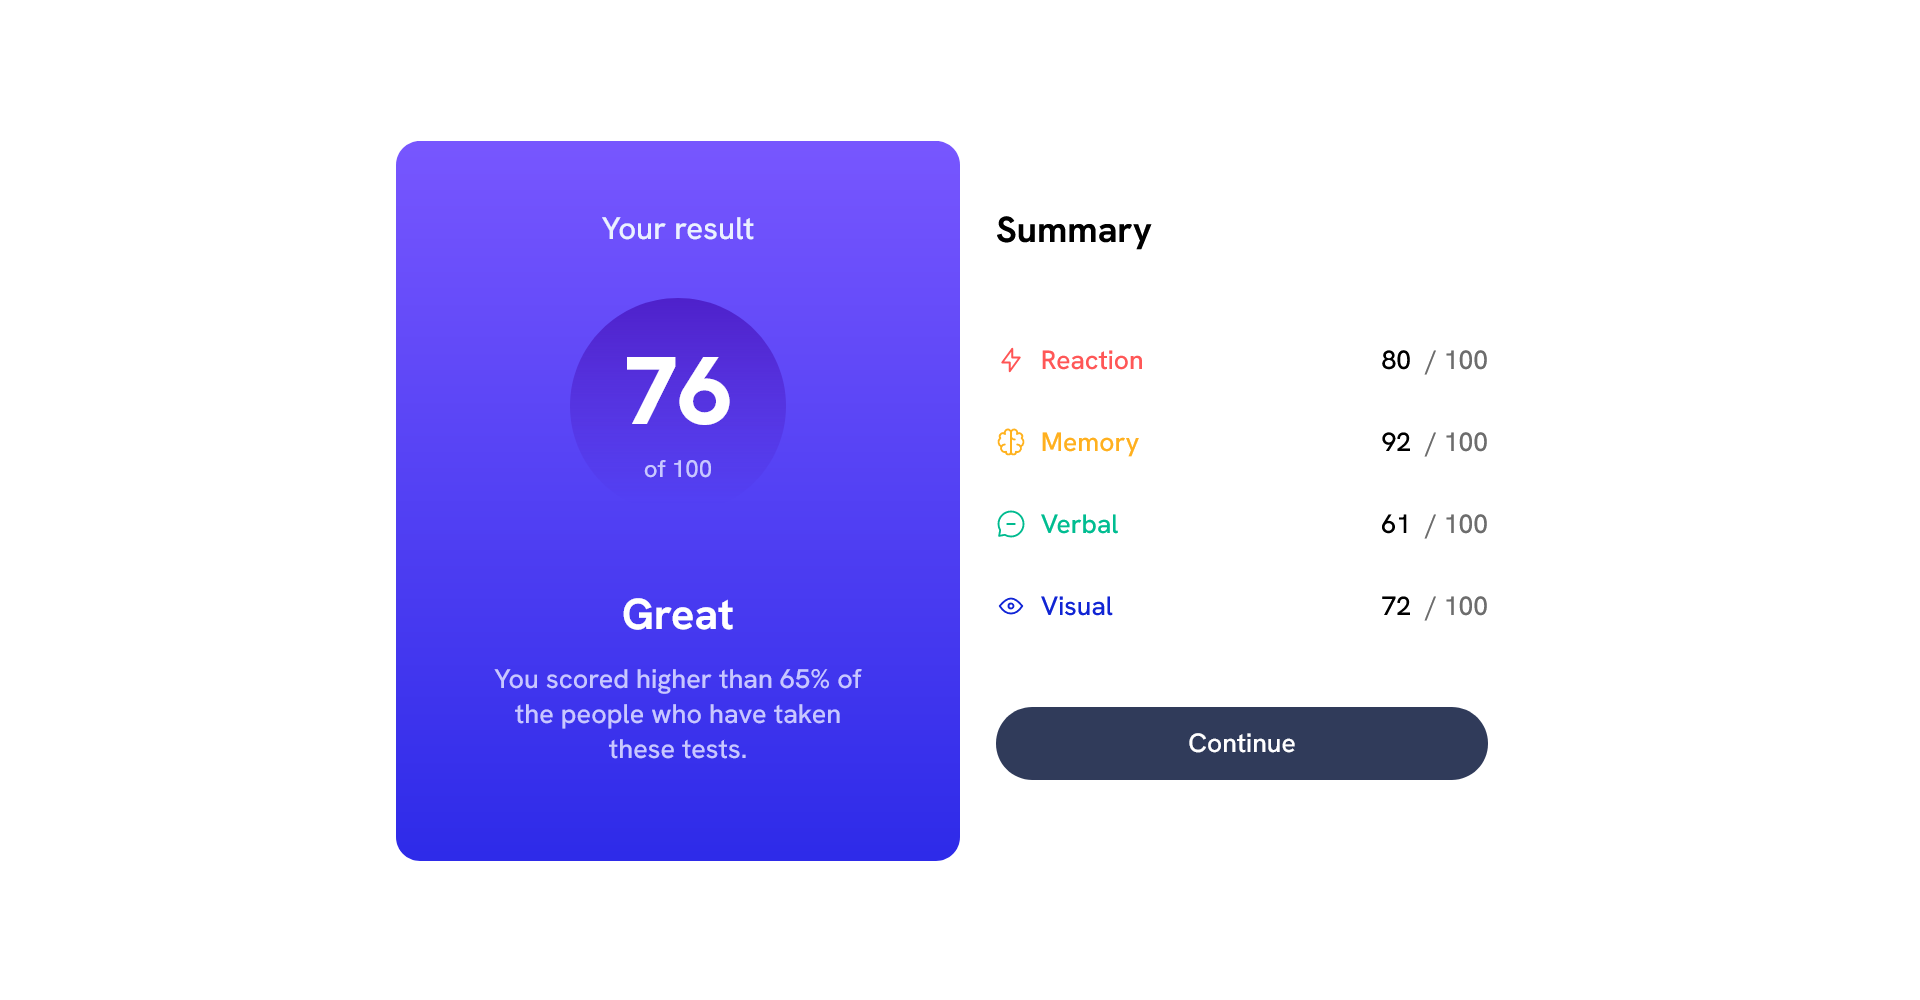 Your result
76
of 100
Great
You scored higher than 65% of
the people who have taken
these tests.
Summary
Reaction 80 / 100
Memory 92 / 100
Verbal 61 / 100
Visual 72 / 100
Continue